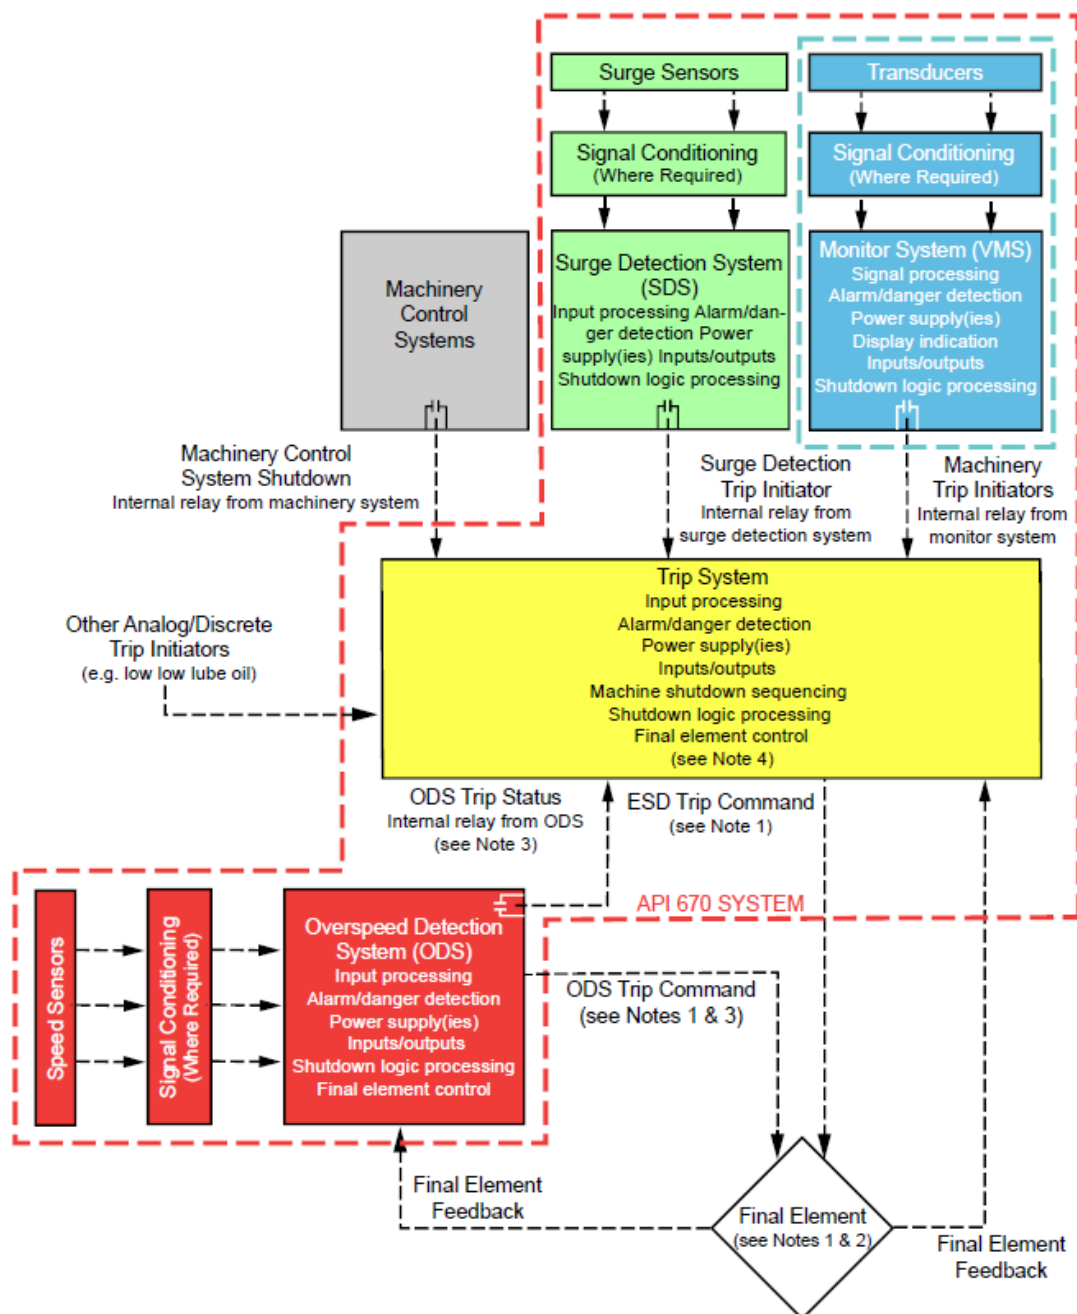 Surge Sensors
Transducers
Signal Conditioning
(Where Required)
Signal Conditioning
(Where Required)
Machinery
Control
Systems
Surge Detection System
(SDS)
Input processing Alarm/dan-
ger detection Power
supply(ies) Inputs/outputs
Shutdown logic processing
Monitor System (VMS)
Signal processing
Alarm/danger detection
Power supply(ies)
Display indication
Inputs/outputs
Shutdown logic processing
Machinery Control
System Shutdown
Internal relay from machinery system
Surge Detection
Trip Initiator
Internal relay from
surge detection system
Machinery
Trip Initiators
Internal relay from
monitor system
Trip System
Input processing
Alarm/danger detection
Power supply(ies)
Inputs/outputs
Machine shutdown sequencing
Shutdown logic processing
Final element control
(see Note 4)
Other Analog/Discrete
Trip Initiators
(e.g. low low lube oil)
ODS Trip Status
Internal relay from ODS
(see Note 3)
ESD Trip Command
(see Note 1)
API 670 SYSTEM
Speed Sensors
Signal Conditioning
(Where Required)
Overspeed Detection
System (ODS)
Input processing
Alarm/danger detection
Power supply(ies)
Inputs/outputs
Shutdown logic processing
Final element control
ODS Trip Command
(see Notes 1 & 3)
Final Element
Feedback
Final Element
(see Notes 1 & 2)
Final Element
Feedback